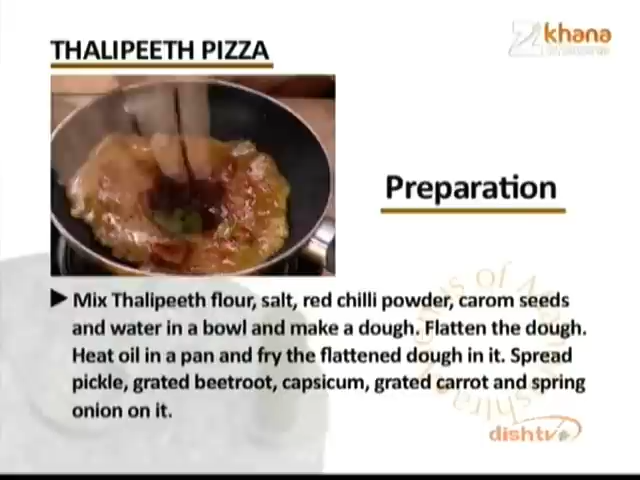 THALIPEETH PIZZA
khana
Preparation
Mix Thalipeeth flour, salt, red chilli powder, carom seeds
and water in a bowl and make a dough. Flatten the dough.
Heat oil in a pan and fry the flattened dough in it. Spread
pickle, grated beetroot, capsicum, grated carrot and spring
onion on it.
dishtv